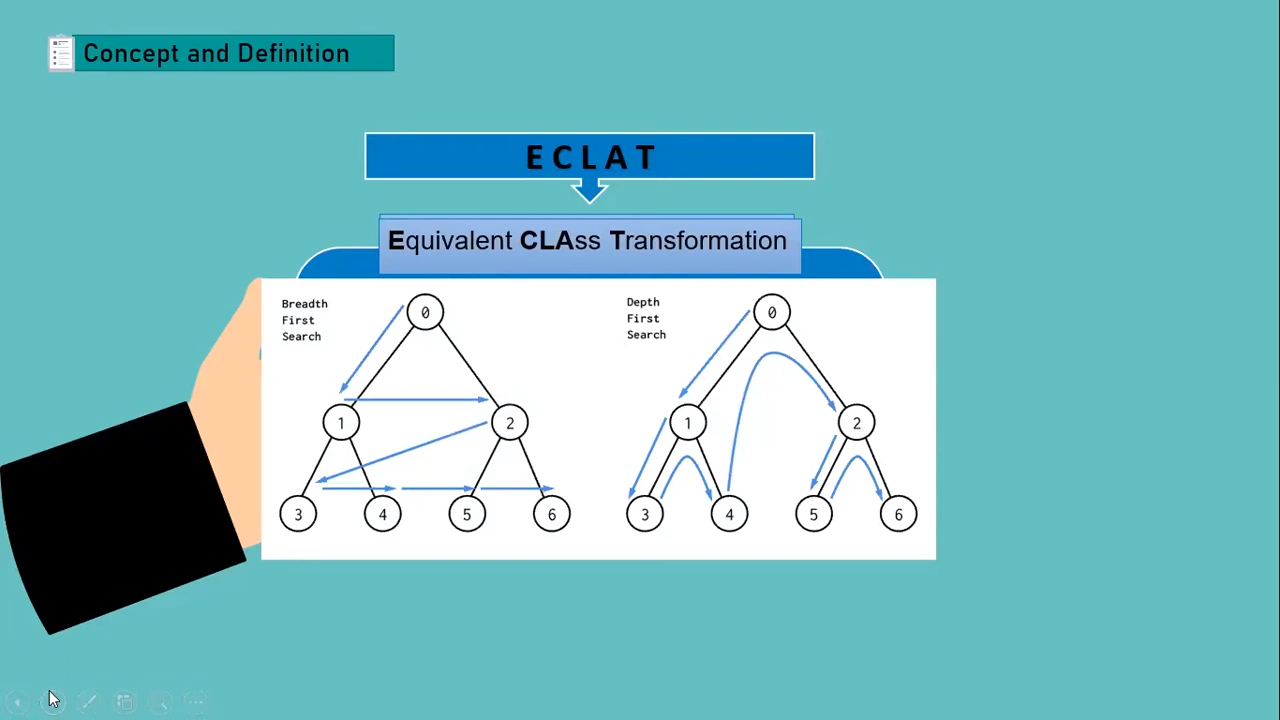 Concept and Definition
ECLAT
Equivalent CLAss Transformation
Breadth
First
Search
0
1
2
3
4
5
6
Depth
First
Search
0
1
2
3
4
5
6